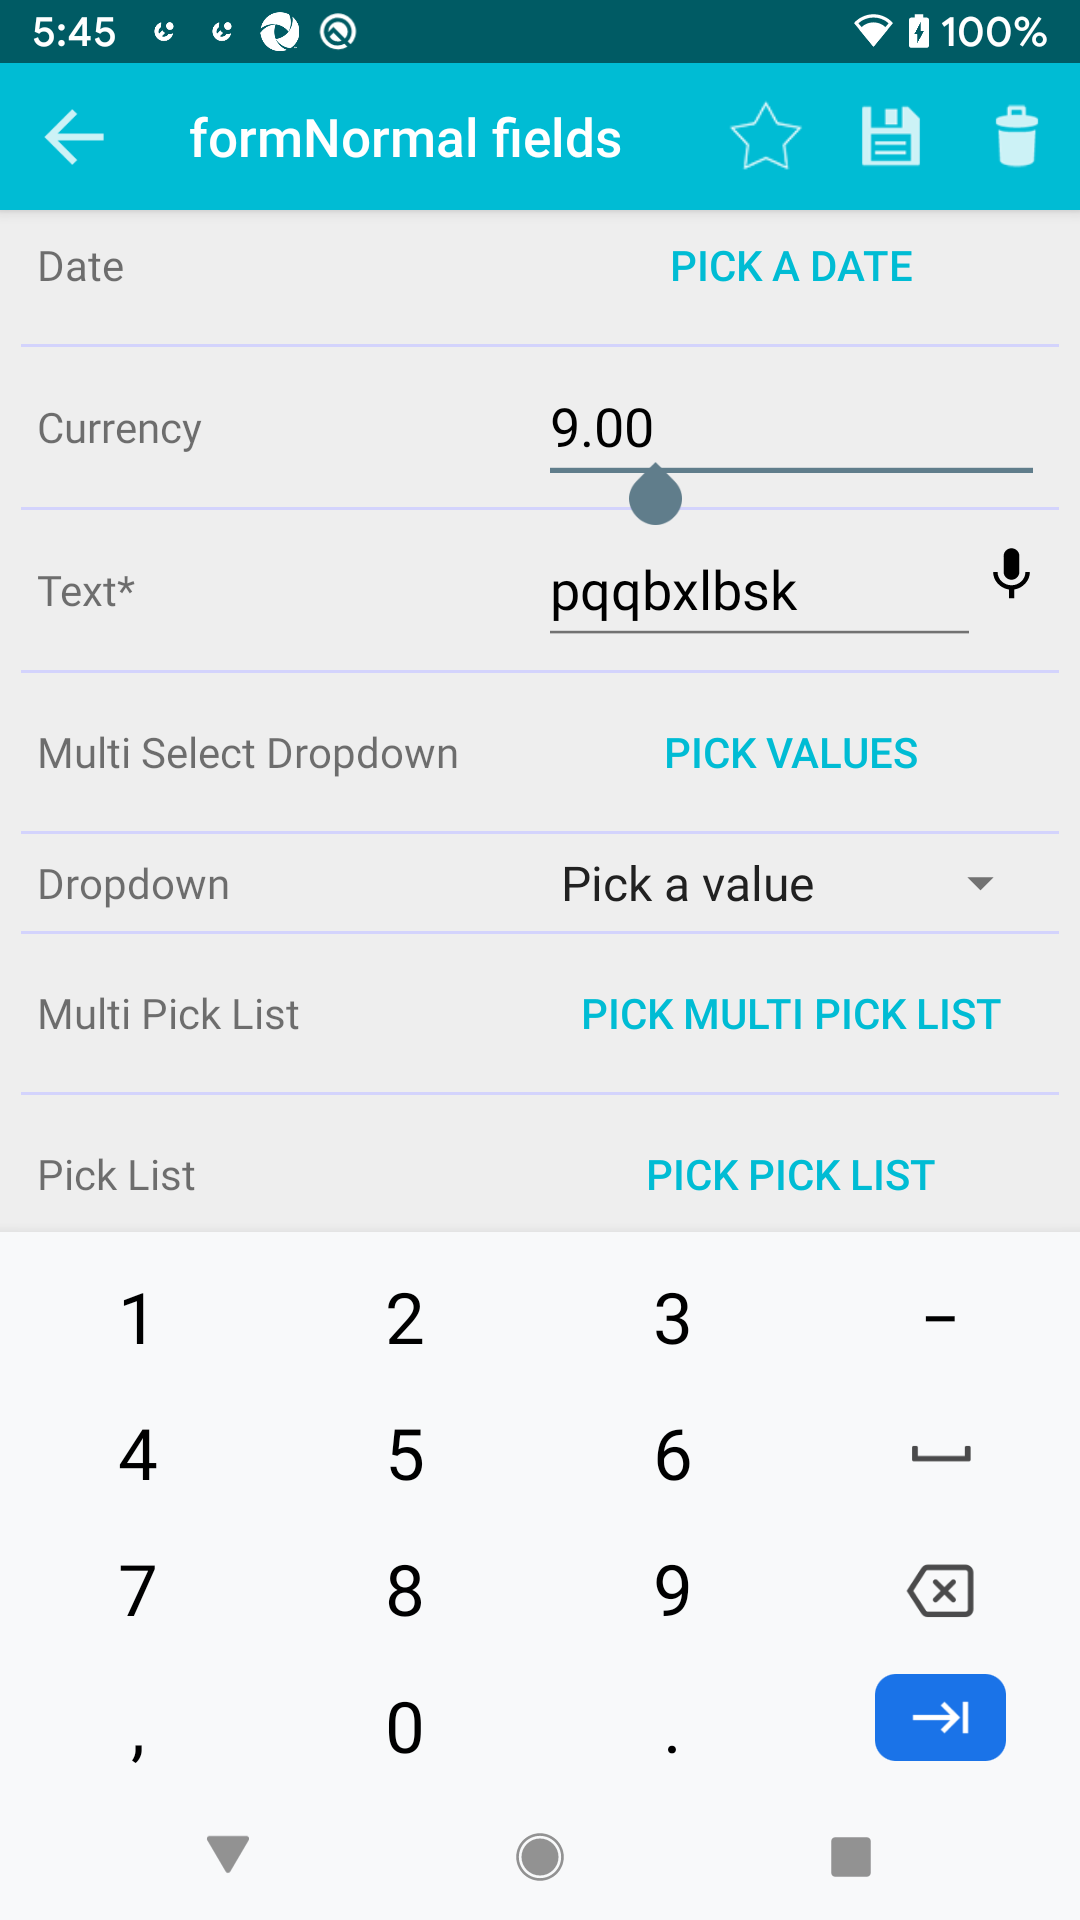 5:45 100%
formNormal fields
Date PICK A DATE
Currency 9.00
Text* pqqbxlbsk
Multi Select Dropdown PICK VALUES
Dropdown Pick a value
Multi Pick List PICK MULTI PICK LIST
Pick List PICK PICK LIST
1 2 3 –
4 5 6
7 8 9
, 0 .